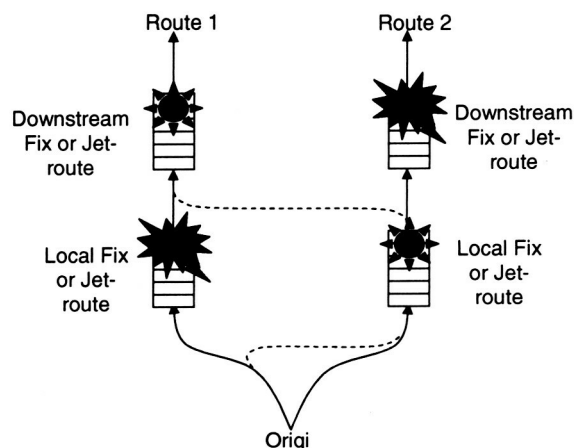 Route 1
Route 2
Downstream
Fix or Jet-
route
Downstream
Fix or Jet-
route
Local Fix
or Jet-
route
Local Fix
or Jet-
route
Origi